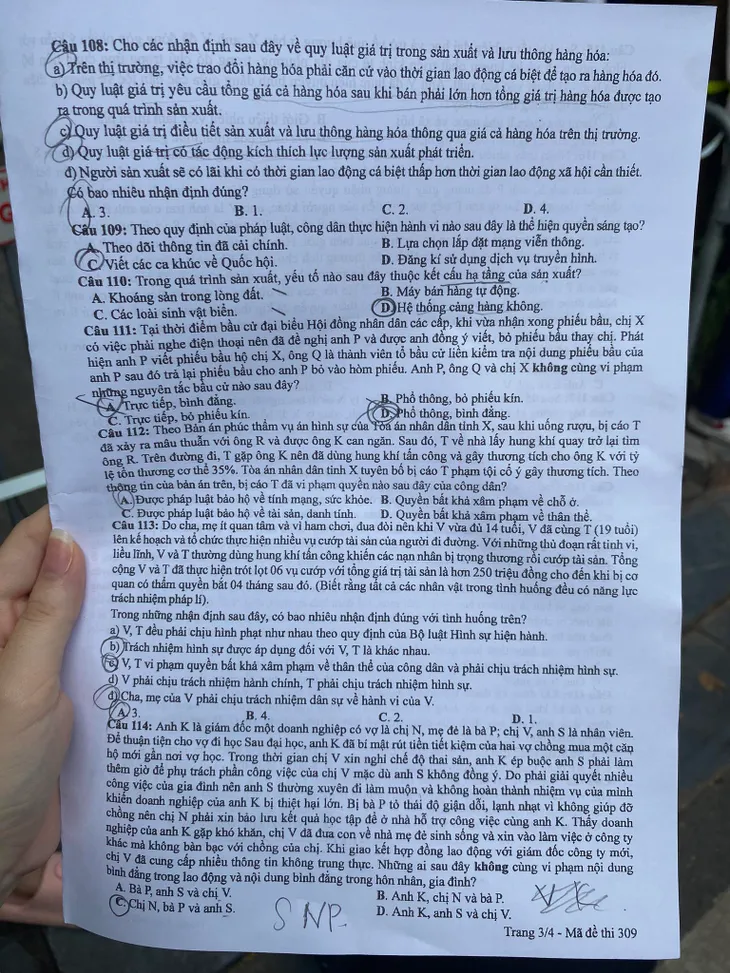 Câu 108: Cho các nhận định sau đây về quy luật giá trị trong sản xuất và lưu thông hàng hóa:
a) Trên thị trường, việc trao đổi hàng hóa phải căn cứ vào thời gian lao động cá biệt để tạo ra hàng hóa đó.
b) Quy luật giá trị yêu cầu tổng giá cả hàng hóa sau khi bán phải lớn hơn tổng giá trị hàng hóa được tạo
ra trong quá trình sản xuất.
c) Quy luật giá trị điều tiết sản xuất và lưu thông hàng hóa thông qua giá cả hàng hóa trên thị trường.
d) Quy luật giá trị có tác động kích thích lực lượng sản xuất phát triển.
đ) Người sản xuất sẽ có lãi khi có thời gian lao động cá biệt thấp hơn thời gian lao động xã hội cần thiết.
Có bao nhiêu nhận định đúng?
A. 3. B. 1. C. 2. D. 4.
Câu 109: Theo quy định của pháp luật, công dân thực hiện hành vi nào sau đây là thể hiện quyền sáng tạo?
A. Theo dõi thông tin đã cải chính. B. Lựa chọn lắp đặt mạng viễn thông.
C. Viết các ca khúc về Quốc hội. D. Đăng kí sử dụng dịch vụ truyền hình.
Câu 110: Trong quá trình sản xuất, yếu tố nào sau đây thuộc kết cấu hạ tầng của sản xuất?
A. Khoáng sản trong lòng đất. B. Máy bán hàng tự động.
C. Các loài sinh vật biển. D. Hệ thống cảng hàng không.
Câu 111: Tại thời điểm bầu cử đại biểu Hội đồng nhân dân các cấp, khi vừa nhận xong phiếu bầu, chị X
có việc phải nghe điện thoại nên đã đề nghị anh P và được anh đồng ý viết, bỏ phiếu bầu thay chị. Phát
hiện anh P viết phiếu bầu hộ chị X, ông Q là thành viên tổ bầu cử liền kiểm tra nội dung phiếu bầu của
anh P sau đó trả lại phiếu bầu cho anh P bỏ vào hòm phiếu. Anh P, ông Q và chị X không cùng vi phạm
những nguyên tắc bầu cử nào sau đây?
A. Trực tiếp, bình đẳng. B. Phổ thông, bỏ phiếu kín.
C. Trực tiếp, bỏ phiếu kín. D. Phổ thông, bình đẳng.
Câu 112: Theo Bản án phúc thẩm vụ án hình sự của Tòa án nhân dân tỉnh X, sau khi uống rượu, bị cáo T
đã xảy ra mâu thuẫn với ông R và được ông K can ngăn. Sau đó, T về nhà lấy hung khí quay trở lại tìm
ông R. Trên đường đi, T gặp ông K nên đã dùng hung khí tấn công và gây thương tích cho ông K với tỷ
lệ tổn thương cơ thể 35%. Tòa án nhân dân tỉnh X tuyên bố bị cáo T phạm tội cố ý gây thương tích. Theo
thông tin của bản án trên, bị cáo T đã vi phạm quyền nào sau đây của công dân?
A. Được pháp luật bảo hộ về tính mạng, sức khỏe. B. Quyền bất khả xâm phạm về chỗ ở.
C. Được pháp luật bảo hộ về tài sản, danh tính. D. Quyền bất khả xâm phạm về thân thể.
Câu 113: Do cha, mẹ ít quan tâm và vì ham chơi, đua đòi nên khi V vừa đủ 14 tuổi, V đã cùng T (19 tuổi)
lên kế hoạch và tổ chức thực hiện nhiều vụ cướp tài sản của người đi đường. Với những thủ đoạn rất tinh vi,
liều lĩnh, V và T thường dùng hung khí tấn công khiến các nạn nhân bị trọng thương rồi cướp tài sản. Tổng
cộng V và T đã thực hiện trót lọt 06 vụ cướp với tổng giá trị tài sản là hơn 250 triệu đồng cho đến khi bị cơ
quan có thẩm quyền bắt 04 tháng sau đó. (Biết rằng tất cả các nhân vật trong tình huống đều có năng lực
trách nhiệm pháp lí).
Trong những nhận định sau đây, có bao nhiêu nhận định đúng với tình huống trên?
a) V, T đều phải chịu hình phạt như nhau theo quy định của Bộ luật Hình sự hiện hành.
b) Trách nhiệm hình sự được áp dụng đối với V, T là khác nhau.
c) V, T vi phạm quyền bất khả xâm phạm về thân thể của công dân và phải chịu trách nhiệm hình sự.
d) V phải chịu trách nhiệm hành chính, T phải chịu trách nhiệm hình sự.
đ) Cha, mẹ của V phải chịu trách nhiệm dân sự về hành vi của V.
A. 3. B. 4. C. 2. D. 1.
Câu 114: Anh K là giám đốc một doanh nghiệp có vợ là chị N, mẹ đẻ là bà P; chị V, anh S là nhân viên.
Để thuận tiện cho vợ đi học Sau đại học, anh K đã bí mật rút tiền tiết kiệm của hai vợ chồng mua một căn
hộ mới gần nơi vợ học. Trong thời gian chị V xin nghỉ chế độ thai sản, anh K ép buộc anh S phải làm
thêm giờ để phụ trách phần công việc của chị V mặc dù anh S không đồng ý. Do phải giải quyết nhiều
công việc của gia đình nên anh S thường xuyên đi làm muộn và không hoàn thành nhiệm vụ của mình
khiến doanh nghiệp của anh K bị thiệt hại lớn. Bị bà P tỏ thái độ giận dỗi, lạnh nhạt vì không giúp đỡ
chồng nên chị N phải xin bảo lưu kết quả học tập để ở nhà hỗ trợ công việc cùng anh K. Thấy doanh
nghiệp của anh K gặp khó khăn, chị V đã đưa con về nhà mẹ đẻ sinh sống và xin vào làm việc ở công ty
khác mà không bàn bạc với chồng của chị. Khi giao kết hợp đồng lao động với giám đốc công ty mới,
chị V đã cung cấp nhiều thông tin không trung thực. Những ai sau đây không cùng vi phạm nội dung
bình đẳng trong lao động và nội dung bình đẳng trong hôn nhân, gia đình?
A. Bà P, anh S và chị V. B. Anh K, chị N và bà P.
C. Chị N, bà P và anh S. D. Anh K, anh S và chị V.
S NP
Trang 3/4 - Mã đề thi 309